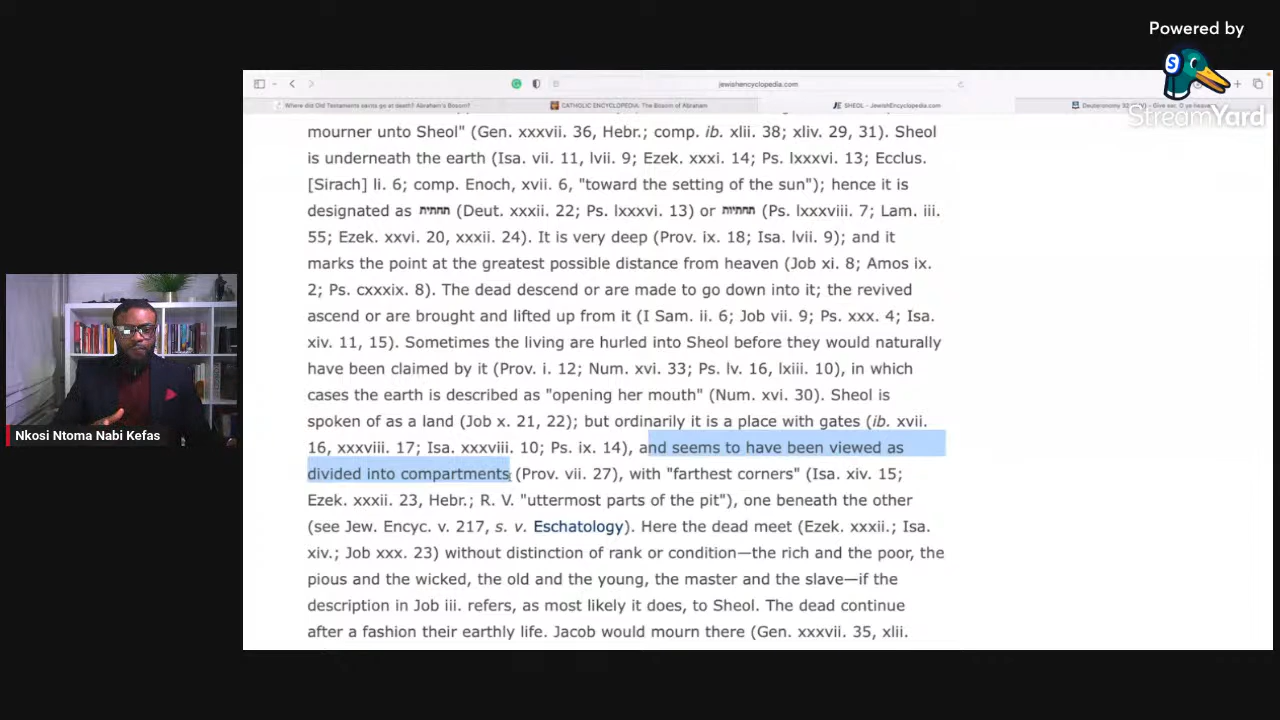 Powered by
StreamYard
jewishencyclopedia.com
Where did Old Testament saints go at death? Abraham's Bosom?
CATHOLIC ENCYCLOPEDIA: The Bosom of Abraham
SHEOL - JewishEncyclopedia.com
mourner unto Sheol" (Gen. xxxvii. 36, Hebr.; comp. ib. xlii. 38; xliv. 29, 31). Sheol
is underneath the earth (Isa. vii. 11, lvii. 9; Ezek. xxxi. 14; Ps. lxxxvi. 13; Ecclus.
[Sirach] li. 6; comp. Enoch, xvii. 6, "toward the setting of the sun"); hence it is
designated as תחתית (Deut. xxxii. 22; Ps. lxxxvi. 13) or תחתיות (Ps. lxxxviii. 7; Lam. iii.
55; Ezek. xxvi. 20, xxxii. 24). It is very deep (Prov. ix. 18; Isa. lvii. 9); and it
marks the point at the greatest possible distance from heaven (Job xi. 8; Amos ix.
2; Ps. cxxxix. 8). The dead descend or are made to go down into it; the revived
ascend or are brought and lifted up from it (I Sam. ii. 6; Job vii. 9; Ps. xxx. 4; Isa.
xiv. 11, 15). Sometimes the living are hurled into Sheol before they would naturally
have been claimed by it (Prov. i. 12; Num. xvi. 33; Ps. lv. 16, lxiii. 10), in which
cases the earth is described as "opening her mouth" (Num. xvi. 30). Sheol is
spoken of as a land (Job x. 21, 22); but ordinarily it is a place with gates (ib. xvii.
16, xxxviii. 17; Isa. xxxviii. 10; Ps. ix. 14), and seems to have been viewed as
divided into compartments (Prov. vii. 27), with "farthest corners" (Isa. xiv. 15;
Ezek. xxxii. 23, Hebr.; R. V. "uttermost parts of the pit"), one beneath the other
(see Jew. Encyc. v. 217, s. v. Eschatology). Here the dead meet (Ezek. xxxii.; Isa.
xiv.; Job xxx. 23) without distinction of rank or condition—the rich and the poor, the
pious and the wicked, the old and the young, the master and the slave—if the
description in Job iii. refers, as most likely it does, to Sheol. The dead continue
after a fashion their earthly life. Jacob would mourn there (Gen. xxxvii. 35, xlii.
Nkosi Ntoma Nabi Kefas